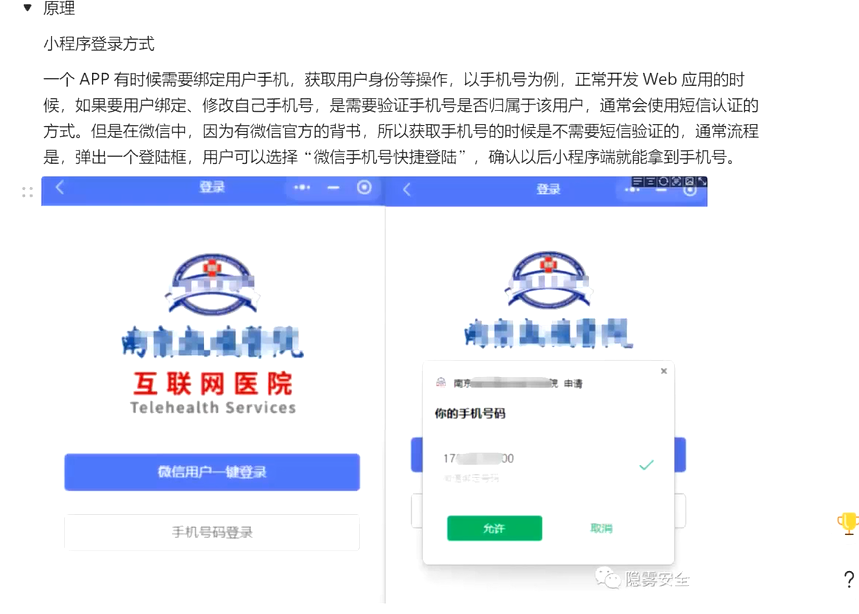 原理
小程序登录方式
一个 APP 有时候需要绑定用户手机，获取用户身份等操作，以手机号为例，正常开发 Web 应用的时
候，如果要用户绑定、修改自己手机号，是需要验证手机号是否归属于该用户，通常会使用短信认证的
方式。但是在微信中，因为有微信官方的背书，所以获取手机号的时候是不需要短信验证的，通常流程
是，弹出一个登陆框，用户可以选择“微信手机号快捷登陆”，确认以后小程序端就能拿到手机号。
登录
互联网医院
Telehealth Services
微信用户一键登录
手机号码登录
登录
南京 院 申请
你的手机号码
17 00
允许 取消
隐雾安全
?